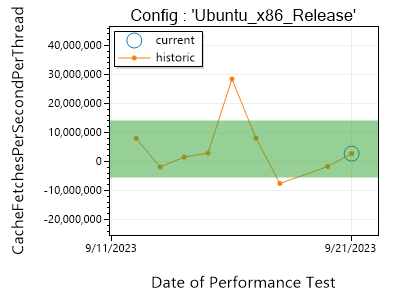 Config : 'Ubuntu_x86_Release'
current
historic
CacheFetchesPerSecondPerThread
40,000,000
30,000,000
20,000,000
10,000,000
0
-10,000,000
-20,000,000
9/11/2023
9/21/2023
Date of Performance Test